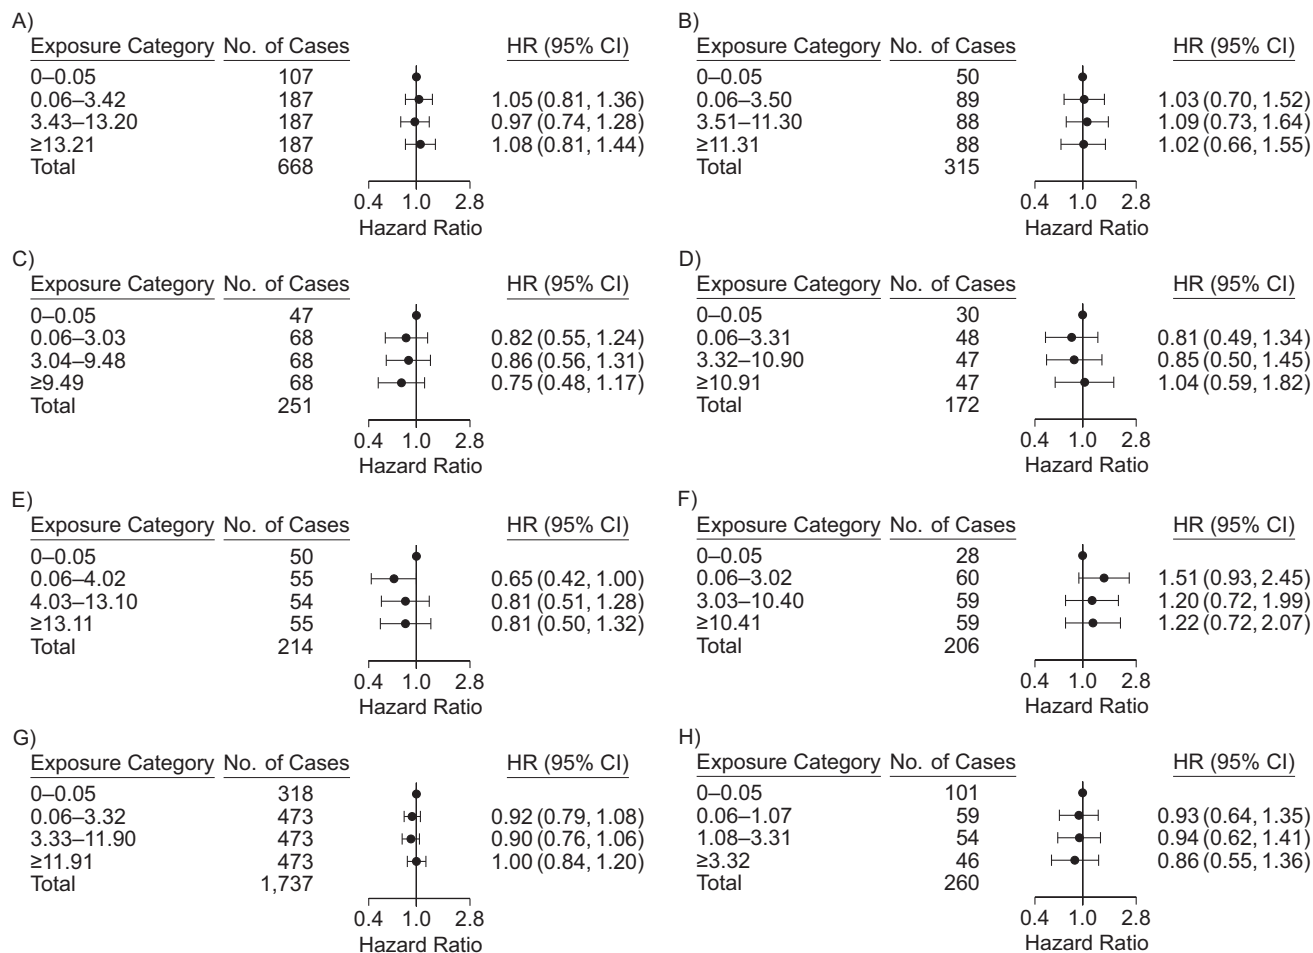 A)
Exposure Category No. of Cases HR (95% CI)
0–0.05 107
0.06–3.42 187 1.05 (0.81, 1.36)
3.43–13.20 187 0.97 (0.74, 1.28)
≥13.21 187 1.08 (0.81, 1.44)
Total 668
0.4 1.0 2.8
Hazard Ratio
B)
Exposure Category No. of Cases HR (95% CI)
0–0.05 50
0.06–3.50 89 1.03 (0.70, 1.52)
3.51–11.30 88 1.09 (0.73, 1.64)
≥11.31 88 1.02 (0.66, 1.55)
Total 315
0.4 1.0 2.8
Hazard Ratio
C)
Exposure Category No. of Cases HR (95% CI)
0–0.05 47
0.06–3.03 68 0.82 (0.55, 1.24)
3.04–9.48 68 0.86 (0.56, 1.31)
≥9.49 68 0.75 (0.48, 1.17)
Total 251
0.4 1.0 2.8
Hazard Ratio
D)
Exposure Category No. of Cases HR (95% CI)
0–0.05 30
0.06–3.31 48 0.81 (0.49, 1.34)
3.32–10.90 47 0.85 (0.50, 1.45)
≥10.91 47 1.04 (0.59, 1.82)
Total 172
0.4 1.0 2.8
Hazard Ratio
E)
Exposure Category No. of Cases HR (95% CI)
0–0.05 50
0.06–4.02 55 0.65 (0.42, 1.00)
4.03–13.10 54 0.81 (0.51, 1.28)
≥13.11 55 0.81 (0.50, 1.32)
Total 214
0.4 1.0 2.8
Hazard Ratio
F)
Exposure Category No. of Cases HR (95% CI)
0–0.05 28
0.06–3.02 60 1.51 (0.93, 2.45)
3.03–10.40 59 1.20 (0.72, 1.99)
≥10.41 59 1.22 (0.72, 2.07)
Total 206
0.4 1.0 2.8
Hazard Ratio
G)
Exposure Category No. of Cases HR (95% CI)
0–0.05 318
0.06–3.32 473 0.92 (0.79, 1.08)
3.33–11.90 473 0.90 (0.76, 1.06)
≥11.91 473 1.00 (0.84, 1.20)
Total 1,737
0.4 1.0 2.8
Hazard Ratio
H)
Exposure Category No. of Cases HR (95% CI)
0–0.05 101
0.06–1.07 59 0.93 (0.64, 1.35)
1.08–3.31 54 0.94 (0.62, 1.41)
≥3.32 46 0.86 (0.55, 1.36)
Total 260
0.4 1.0 2.8
Hazard Ratio